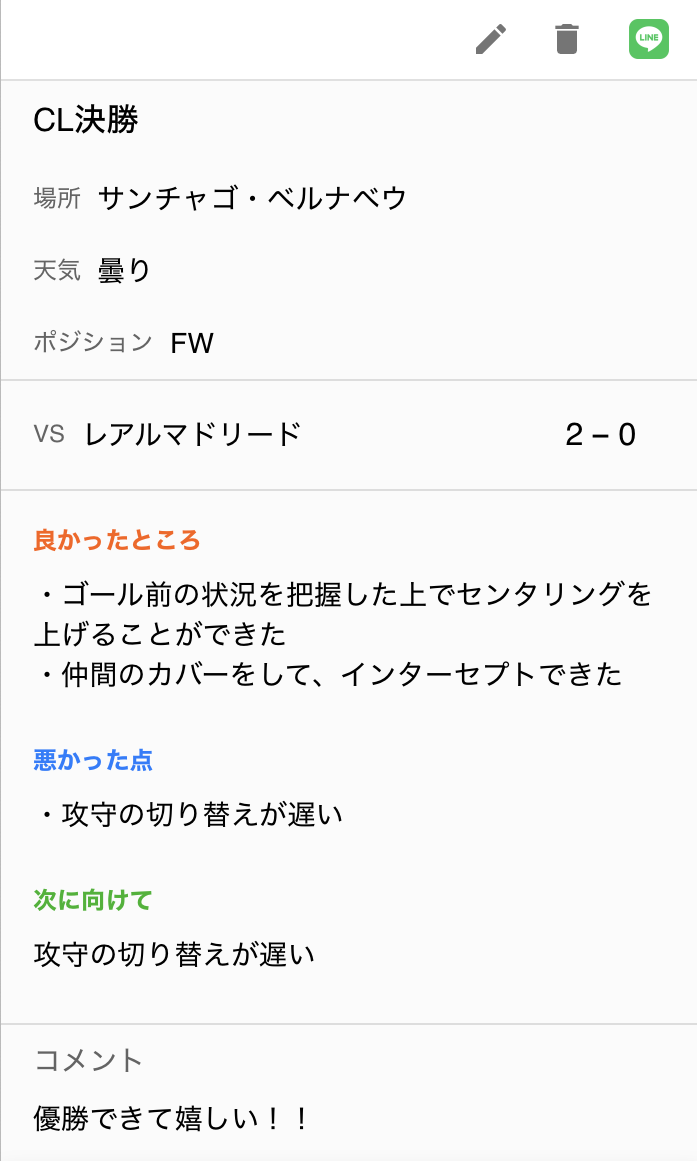 LINE
CL決勝
場所 サンチャゴ・ベルナベウ
天気 曇り
ポジション FW
VS レアルマドリード 2 – 0
良かったところ
・ゴール前の状況を把握した上でセンタリングを
上げることができた
・仲間のカバーをして、インターセプトできた
悪かった点
・攻守の切り替えが遅い
次に向けて
攻守の切り替えが遅い
コメント
優勝できて嬉しい！！